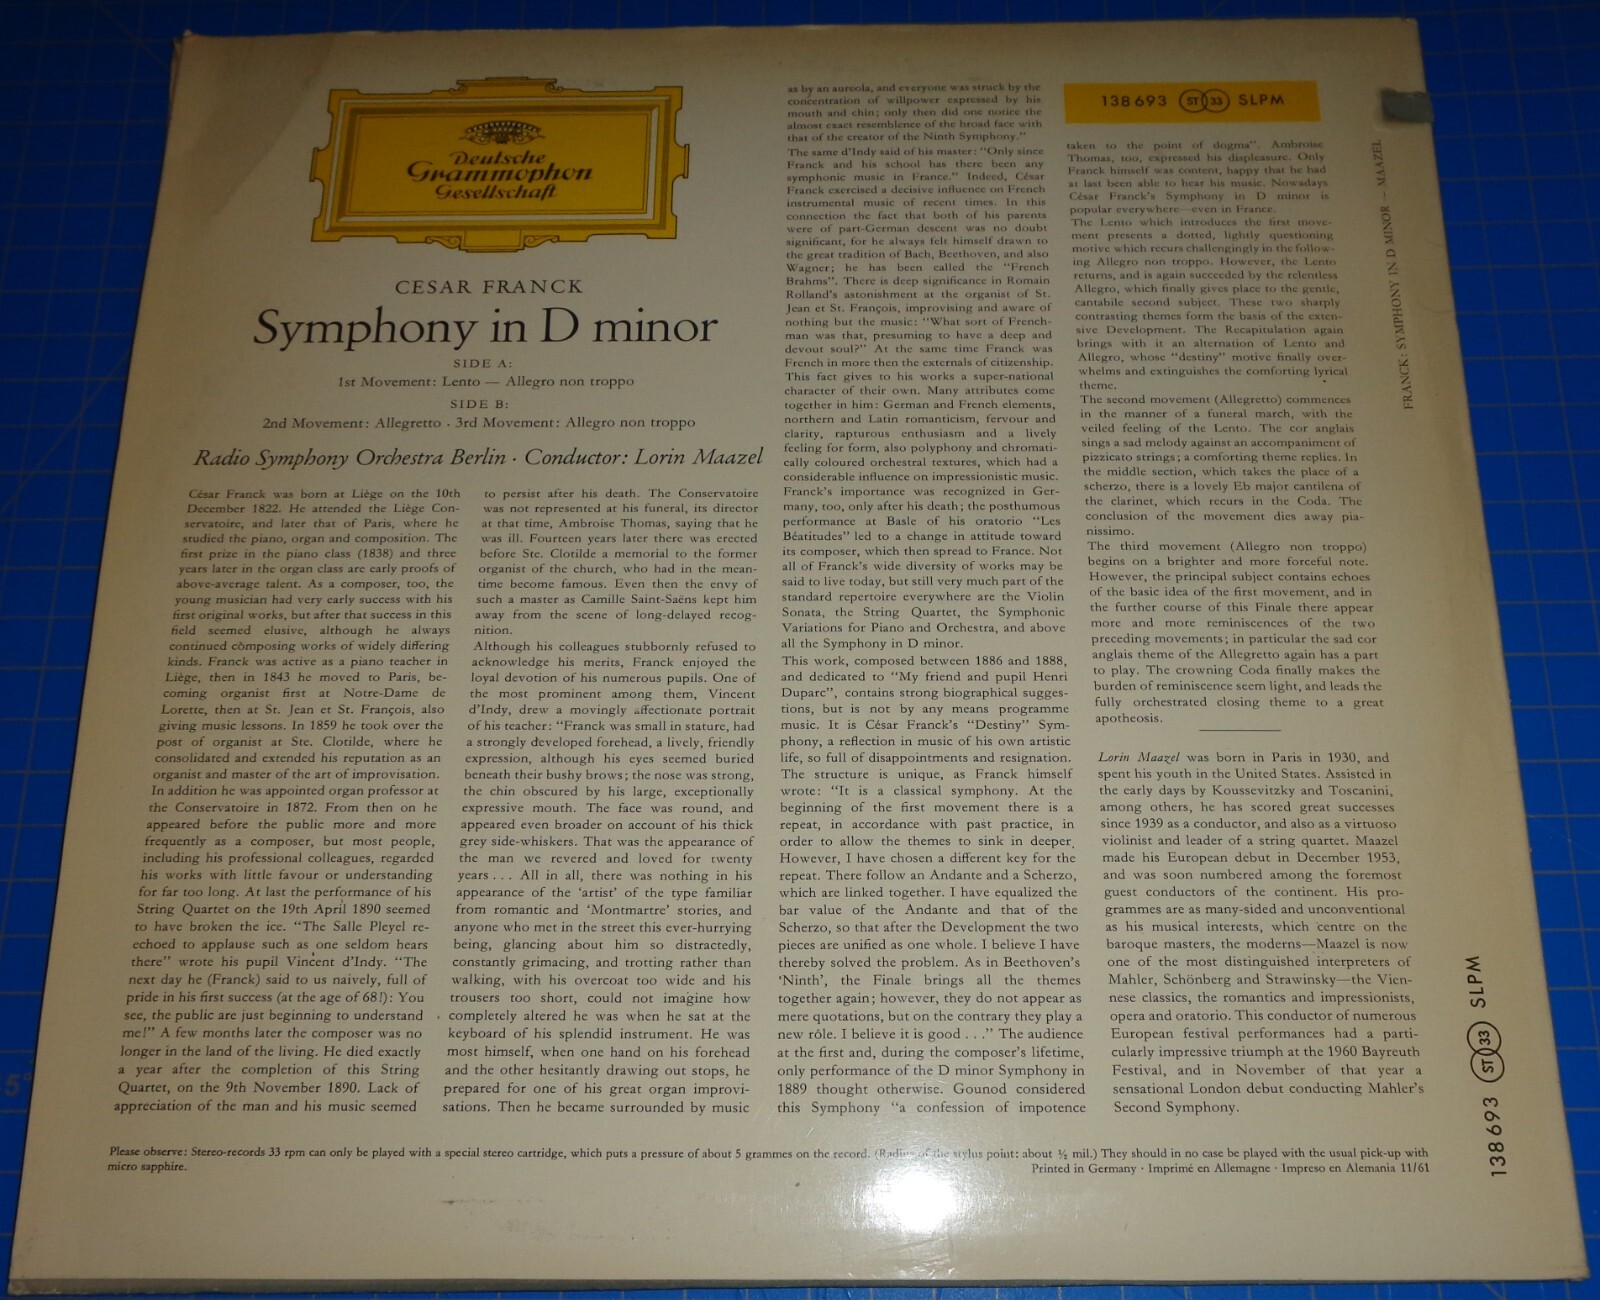 Deutsche
Grammophon
Gesellschaft
CESAR FRANCK
Symphony in D minor
SIDE A:
1st Movement: Lento — Allegro non troppo
SIDE B:
2nd Movement: Allegretto · 3rd Movement: Allegro non troppo
Radio Symphony Orchestra Berlin · Conductor: Lorin Maazel
César Franck was born at Liège on the 10th
December 1822. He attended the Liège Con-
servatoire, and later that of Paris, where he
studied the piano, organ and composition. The
first prize in the piano class (1838) and three
years later in the organ class are early proofs of
above-average talent. As a composer, too, the
young musician had very early success with his
first original works, but after that success in this
field seemed elusive, although he always
continued composing works of widely differing
kinds. Franck was active as a piano teacher in
Liège, then in 1843 he moved to Paris, be-
coming organist first at Notre-Dame de
Lorette, then at St. Jean et St. François, also
giving music lessons. In 1859 he took over the
post of organist at Ste. Clotilde, where he
consolidated and extended his reputation as an
organist and master of the art of improvisation.
In addition he was appointed organ professor at
the Conservatoire in 1872. From then on he
appeared before the public more and more
frequently as a composer, but most people,
including his professional colleagues, regarded
his works with little favour or understanding
for far too long. At last the performance of his
String Quartet on the 19th April 1890 seemed
to have broken the ice. “The Salle Pleyel re-
echoed to applause such as one seldom hears
there” wrote his pupil Vincent d’Indy. “The
next day he (Franck) said to us naively, full of
pride in his first success (at the age of 68!): You
see, the public are just beginning to understand
me!” A few months later the composer was no
longer in the land of the living. He died exactly
a year after the completion of this String
Quartet, on the 9th November 1890. Lack of
appreciation of the man and his music seemed
to persist after his death. The Conservatoire
was not represented at his funeral, its director
at that time, Ambroise Thomas, saying that he
was ill. Fourteen years later there was erected
before Ste. Clotilde a memorial to the former
organist of the church, who had in the mean-
time become famous. Even then the envy of
such a master as Camille Saint-Saëns kept him
away from the scene of long-delayed recog-
nition.
Although his colleagues stubbornly refused to
acknowledge his merits, Franck enjoyed the
loyal devotion of his numerous pupils. One of
the most prominent among them, Vincent
d’Indy, drew a movingly affectionate portrait
of his teacher: “Franck was small in stature, had
a strongly developed forehead, a lively, friendly
expression, although his eyes seemed buried
beneath their bushy brows; the nose was strong,
the chin obscured by his large, exceptionally
expressive mouth. The face was round, and
appeared even broader on account of his thick
grey side-whiskers. That was the appearance of
the man we revered and loved for twenty
years . . . All in all, there was nothing in his
appearance of the ‘artist’ of the type familiar
from romantic and ‘Montmartre’ stories, and
anyone who met in the street this ever-hurrying
being, glancing about him so distractedly,
constantly grimacing, and trotting rather than
walking, with his overcoat too wide and his
trousers too short, could not imagine how
completely altered he was when he sat at the
keyboard of his splendid instrument. He was
most himself, when one hand on his forehead
and the other hesitantly drawing out stops, he
prepared for one of his great organ improvi-
sations. Then he became surrounded by music
as by an aureola, and everyone was struck by the
concentration of willpower expressed by his
mouth and chin; only then did one notice the
almost exact resemblence of the broad face with
that of the creator of the Ninth Symphony.”
The same d’Indy said of his master: “Only since
Franck and his school has there been any
symphonic music in France.” Indeed, César
Franck exercised a decisive influence on French
instrumental music of recent times. In this
connection the fact that both of his parents
were of part-German descent was no doubt
significant, for he always felt himself drawn to
the great tradition of Bach, Beethoven, and also
Wagner; he has been called the “French
Brahms”. There is deep significance in Romain
Rolland’s astonishment at the organist of St.
Jean et St. François, improvising and aware of
nothing but the music: “What sort of French-
man was that, presuming to have a deep and
devout soul?” At the same time Franck was
French in more then the externals of citizenship.
This fact gives to his works a super-national
character of their own. Many attributes come
together in him: German and French elements,
northern and Latin romanticism, fervour and
clarity, rapturous enthusiasm and a lively
feeling for form, also polyphony and chromati-
cally coloured orchestral textures, which had a
considerable influence on impressionistic music.
Franck’s importance was recognized in Ger-
many, too, only after his death; the posthumous
performance at Basle of his oratorio “Les
Béatitudes” led to a change in attitude toward
its composer, which then spread to France. Not
all of Franck’s wide diversity of works may be
said to live today, but still very much part of the
standard repertoire everywhere are the Violin
Sonata, the String Quartet, the Symphonic
Variations for Piano and Orchestra, and above
all the Symphony in D minor.
This work, composed between 1886 and 1888,
and dedicated to “My friend and pupil Henri
Duparc”, contains strong biographical sugges-
tions, but is not by any means programme
music. It is César Franck’s “Destiny” Sym-
phony, a reflection in music of his own artistic
life, so full of disappointments and resignation.
The structure is unique, as Franck himself
wrote: “It is a classical symphony. At the
beginning of the first movement there is a
repeat, in accordance with past practice, in
order to allow the themes to sink in deeper.
However, I have chosen a different key for the
repeat. There follow an Andante and a Scherzo,
which are linked together. I have equalized the
bar value of the Andante and that of the
Scherzo, so that after the Development the two
pieces are unified as one whole. I believe I have
thereby solved the problem. As in Beethoven’s
‘Ninth’, the Finale brings all the themes
together again; however, they do not appear as
mere quotations, but on the contrary they play a
new rôle. I believe it is good . . .” The audience
at the first and, during the composer’s lifetime,
only performance of the D minor Symphony in
1889 thought otherwise. Gounod considered
this Symphony “a confession of impotence
138 693 ST 33 SLPM
taken to the point of dogma”. Ambroise
Thomas, too, expressed his displeasure. Only
Franck himself was content, happy that he had
at last been able to hear his music. Nowadays
César Franck’s Symphony in D minor is
popular everywhere—even in France.
The Lento which introduces the first move-
ment presents a dotted, lightly questioning
motive which recurs challengingly in the follow-
ing Allegro non troppo. However, the Lento
returns, and is again succeeded by the relentless
Allegro, which finally gives place to the gentle,
cantabile second subject. These two sharply
contrasting themes form the basis of the exten-
sive Development. The Recapitulation again
brings with it an alternation of Lento and
Allegro, whose “destiny” motive finally over-
whelms and extinguishes the comforting lyrical
theme.
The second movement (Allegretto) commences
in the manner of a funeral march, with the
veiled feeling of the Lento. The cor anglais
sings a sad melody against an accompaniment of
pizzicato strings; a comforting theme replies. In
the middle section, which takes the place of a
scherzo, there is a lovely Eb major cantilena of
the clarinet, which recurs in the Coda. The
conclusion of the movement dies away pia-
nissimo.
The third movement (Allegro non troppo)
begins on a brighter and more forceful note.
However, the principal subject contains echoes
of the basic idea of the first movement, and in
the further course of this Finale there appear
more and more reminiscences of the two
preceding movements; in particular the sad cor
anglais theme of the Allegretto again has a part
to play. The crowning Coda finally makes the
burden of reminiscence seem light, and leads the
fully orchestrated closing theme to a great
apotheosis.
Lorin Maazel was born in Paris in 1930, and
spent his youth in the United States. Assisted in
the early days by Koussevitzky and Toscanini,
among others, he has scored great successes
since 1939 as a conductor, and also as a virtuoso
violinist and leader of a string quartet. Maazel
made his European debut in December 1953,
and was soon numbered among the foremost
guest conductors of the continent. His pro-
grammes are as many-sided and unconventional
as his musical interests, which centre on the
baroque masters, the moderns—Maazel is now
one of the most distinguished interpreters of
Mahler, Schönberg and Strawinsky—the Vien-
nese classics, the romantics and impressionists,
opera and oratorio. This conductor of numerous
European festival performances had a parti-
cularly impressive triumph at the 1960 Bayreuth
Festival, and in November of that year a
sensational London debut conducting Mahler’s
Second Symphony.
Please observe: Stereo-records 33 rpm can only be played with a special stereo cartridge, which puts a pressure of about 5 grammes on the record. (Radius of the stylus point: about ½ mil.) They should in no case be played with the usual pick-up with
micro sapphire.
Printed in Germany · Imprimé en Allemagne · Impreso en Alemania 11/61
FRANCK: SYMPHONY IN D MINOR – MAAZEL
138 693 ST 33 SLPM